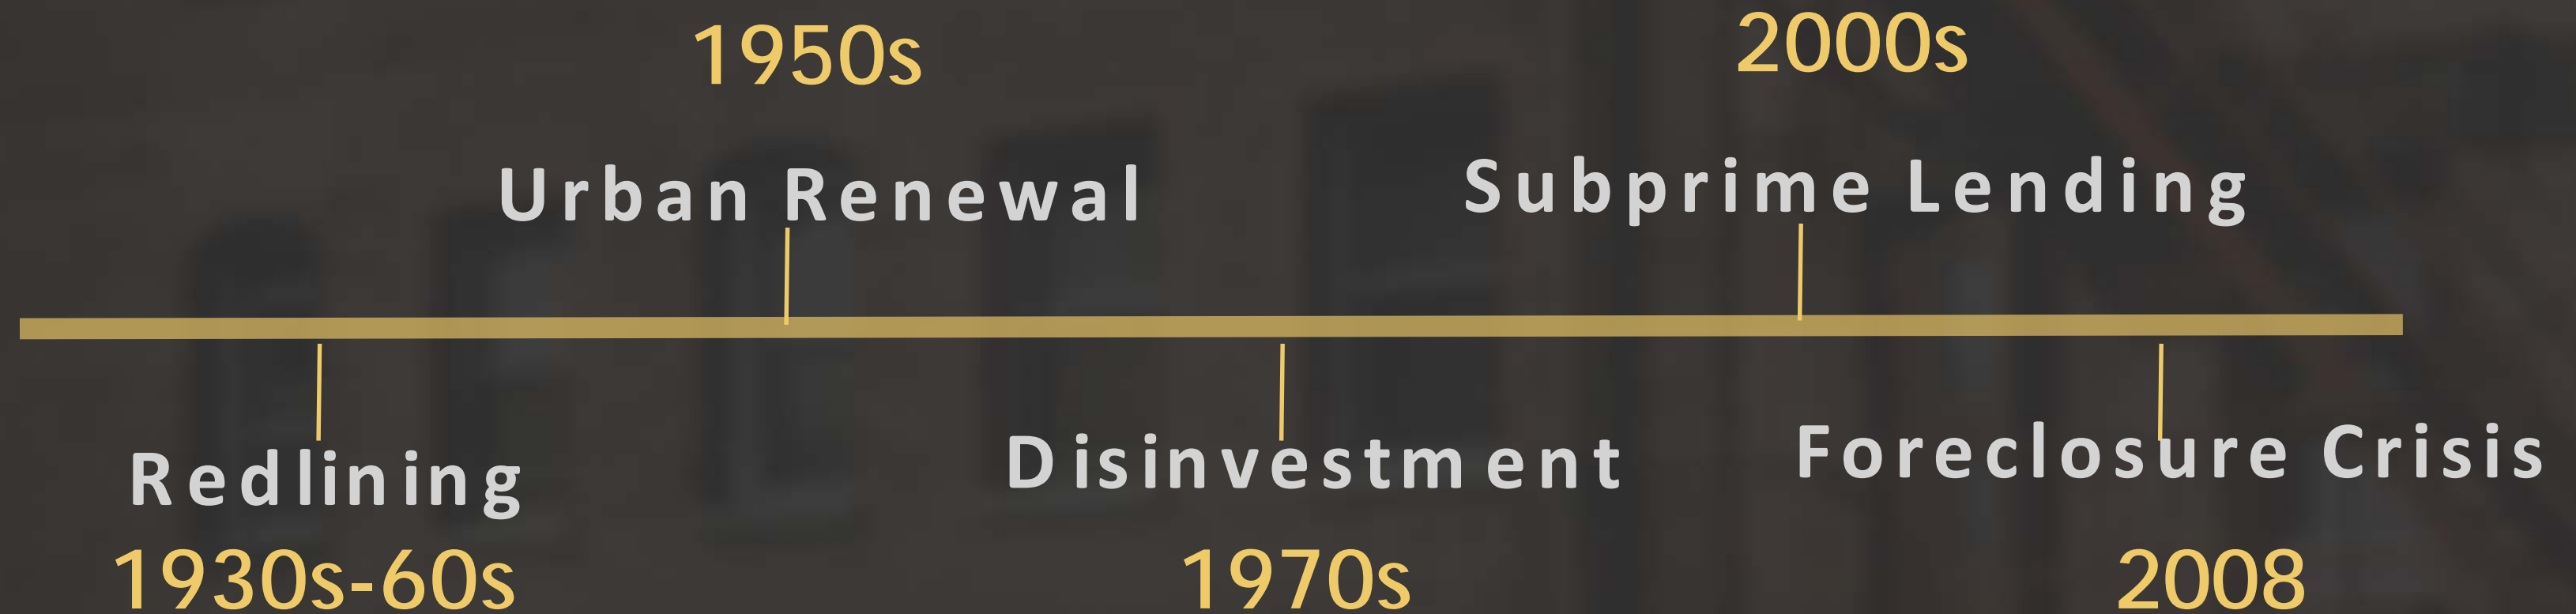 1950s
Urban Renewal
2000s
Subprime Lending
Redlining
1930s-60s
Disinvestment
1970s
Foreclosure Crisis
2008